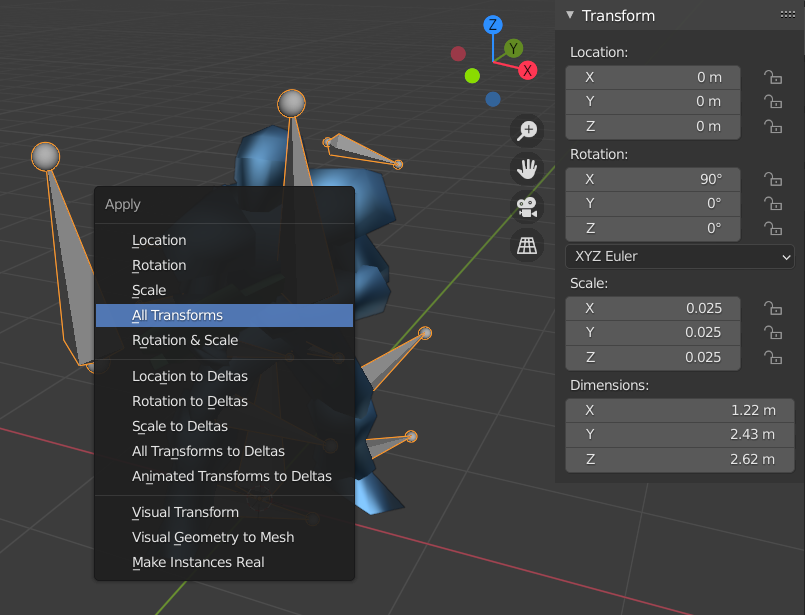 Z
Y
X
Apply
Location
Rotation
Scale
All Transforms
Rotation & Scale
Location to Deltas
Rotation to Deltas
Scale to Deltas
All Transforms to Deltas
Animated Transforms to Deltas
Visual Transform
Visual Geometry to Mesh
Make Instances Real
Transform
Location:
X 0 m
Y 0 m
Z 0 m
Rotation:
X 90°
Y 0°
Z 0°
XYZ Euler
Scale:
X 0.025
Y 0.025
Z 0.025
Dimensions:
X 1.22 m
Y 2.43 m
Z 2.62 m